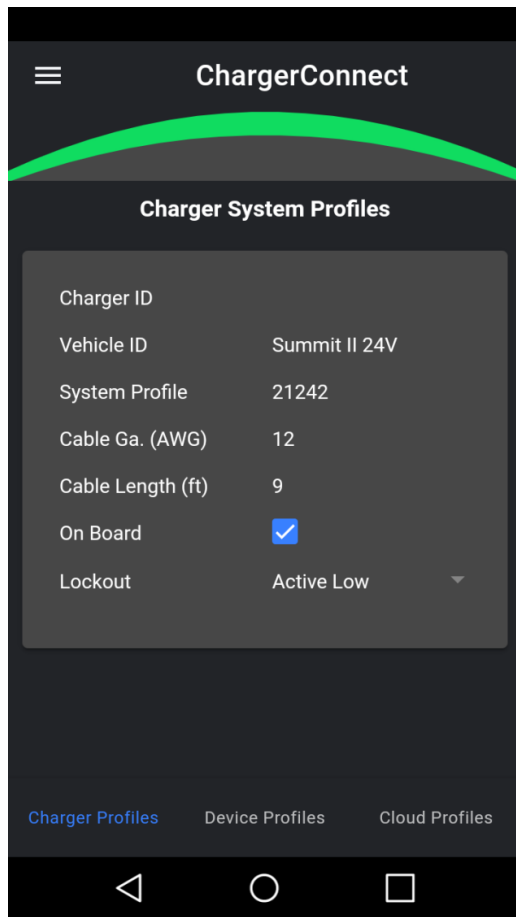 ChargerConnect
Charger System Profiles
Charger ID
Vehicle ID Summit II 24V
System Profile 21242
Cable Ga. (AWG) 12
Cable Length (ft) 9
On Board
Lockout Active Low
Charger Profiles Device Profiles Cloud Profiles